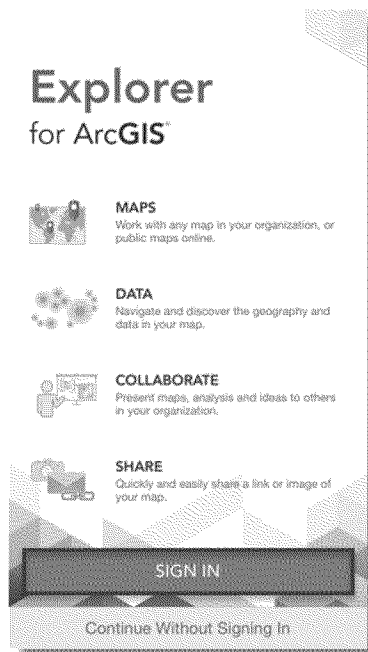 Explorer
for ArcGIS™
MAPS
Work with any map in your organization, or
public maps online.
DATA
Navigate and discover the geography and
data in your map.
COLLABORATE
Present maps, analysis and ideas to others
in your organization.
SHARE
Quickly and easily share a link or image of
your map.
SIGN IN
Continue Without Signing In